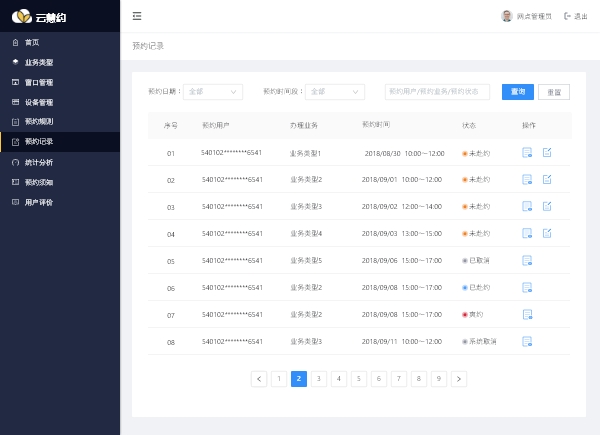 云慧约
网点管理员 退出
首页
业务类型
窗口管理
设备管理
预约规则
预约记录
统计分析
预约须知
用户评价
预约记录
预约日期： 全部 预约时间段： 全部 预约用户/预约业务/预约状态 查询 重置
序号 预约用户 办理业务 预约时间 状态 操作
01 540102********6541 业务类型1 2018/08/30 10:00~12:00 未赴约
02 540102********6541 业务类型2 2018/09/01 10:00~12:00 未赴约
03 540102********6541 业务类型3 2018/09/02 12:00~14:00 未赴约
04 540102********6541 业务类型4 2018/09/03 13:00~15:00 未赴约
05 540102********6541 业务类型5 2018/09/06 15:00~17:00 已取消
06 540102********6541 业务类型2 2018/09/08 15:00~17:00 已赴约
07 540102********6541 业务类型2 2018/09/08 15:00~17:00 爽约
08 540102********6541 业务类型3 2018/09/11 10:00~12:00 系统取消
< 1 2 3 4 5 6 7 8 9 >